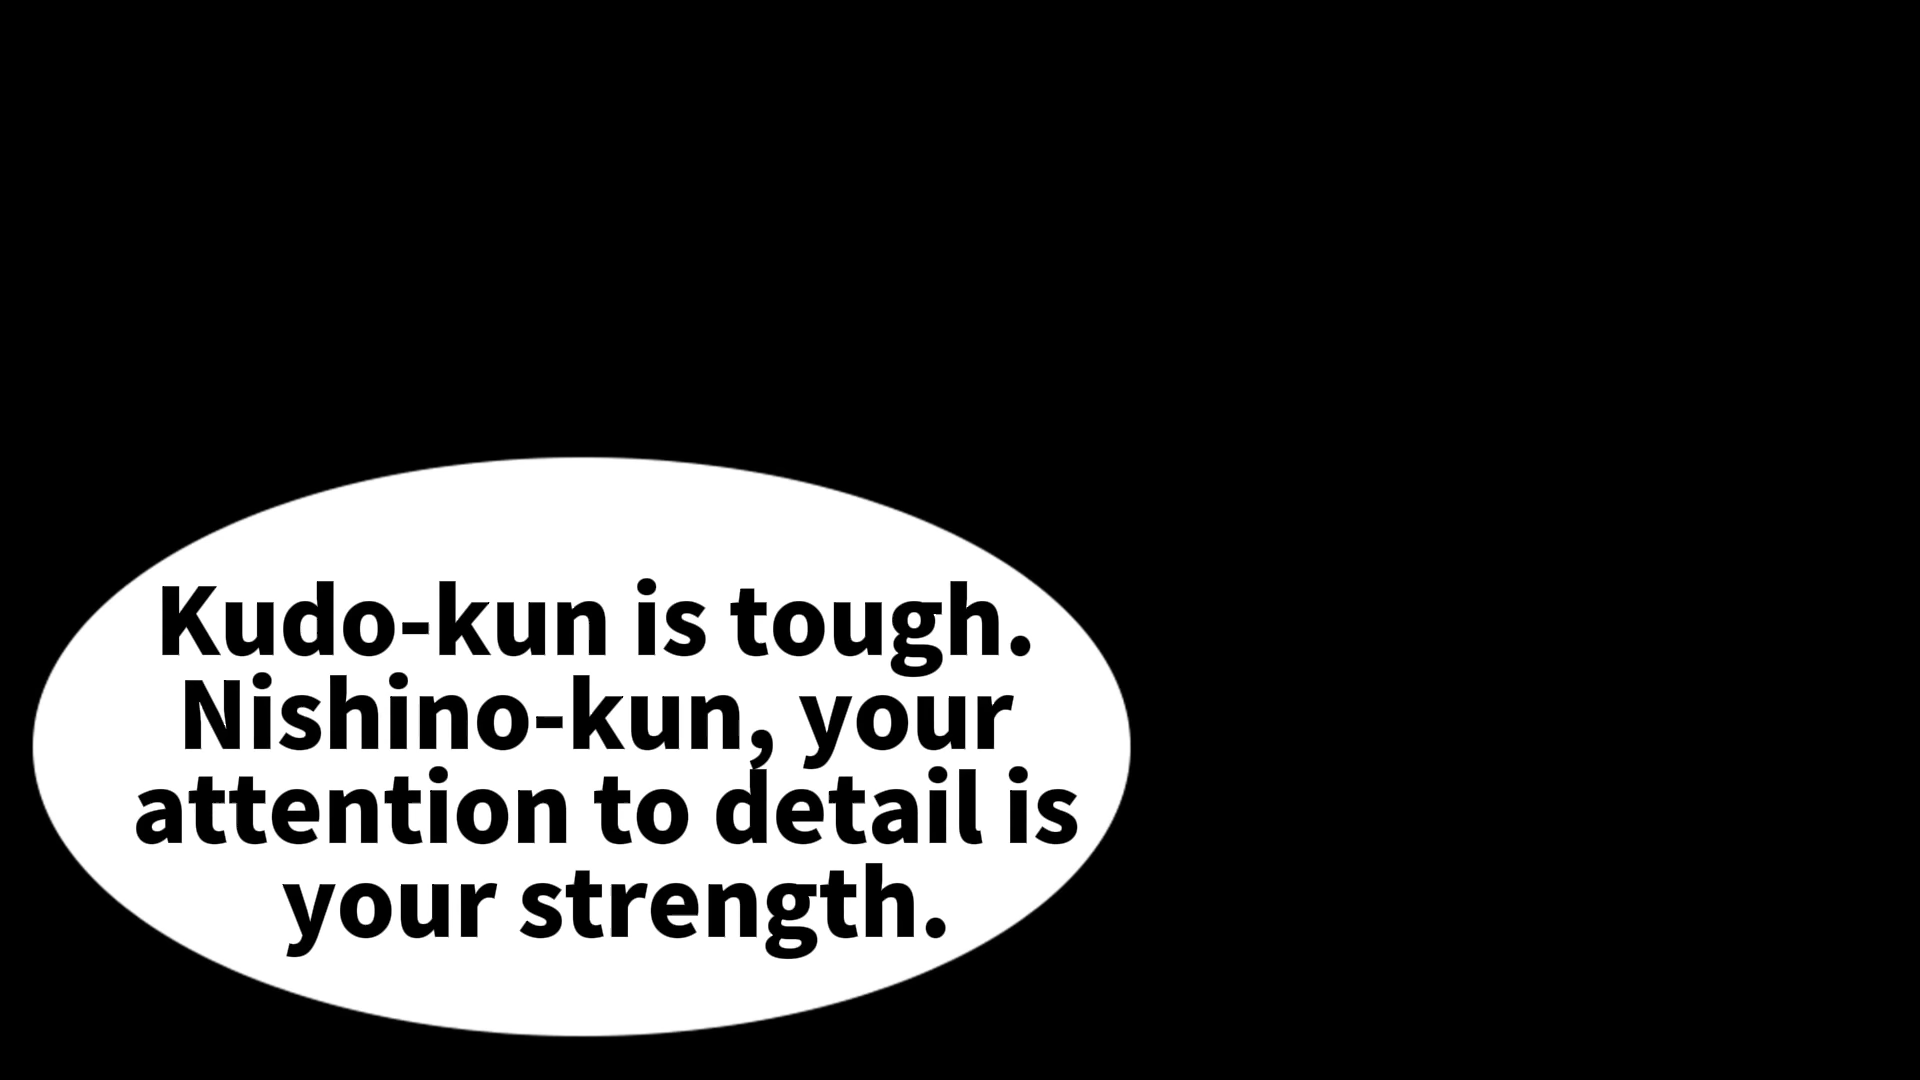 Kudo-kun is tough.
Nishino-kun, your
attention to detail is
your strength.